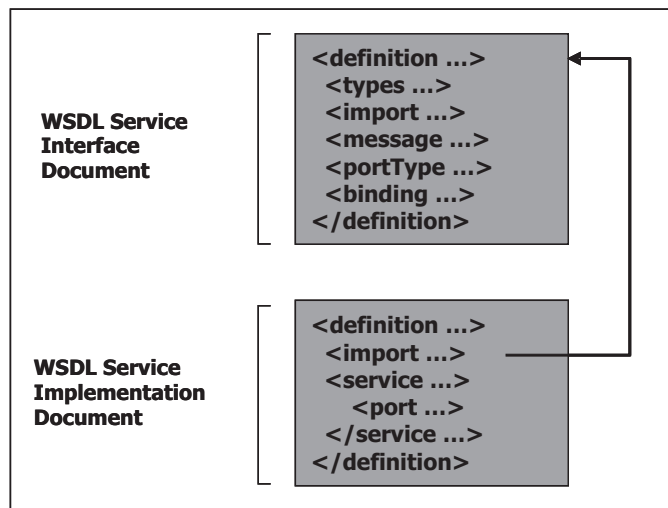 WSDL Service
Interface
Document
<definition ...>
<types ...>
<import ...>
<message ...>
<portType ...>
<binding ...>
</definition>
WSDL Service
Implementation
Document
<definition ...>
<import ...>
<service ...>
<port ...>
</service ...>
</definition>